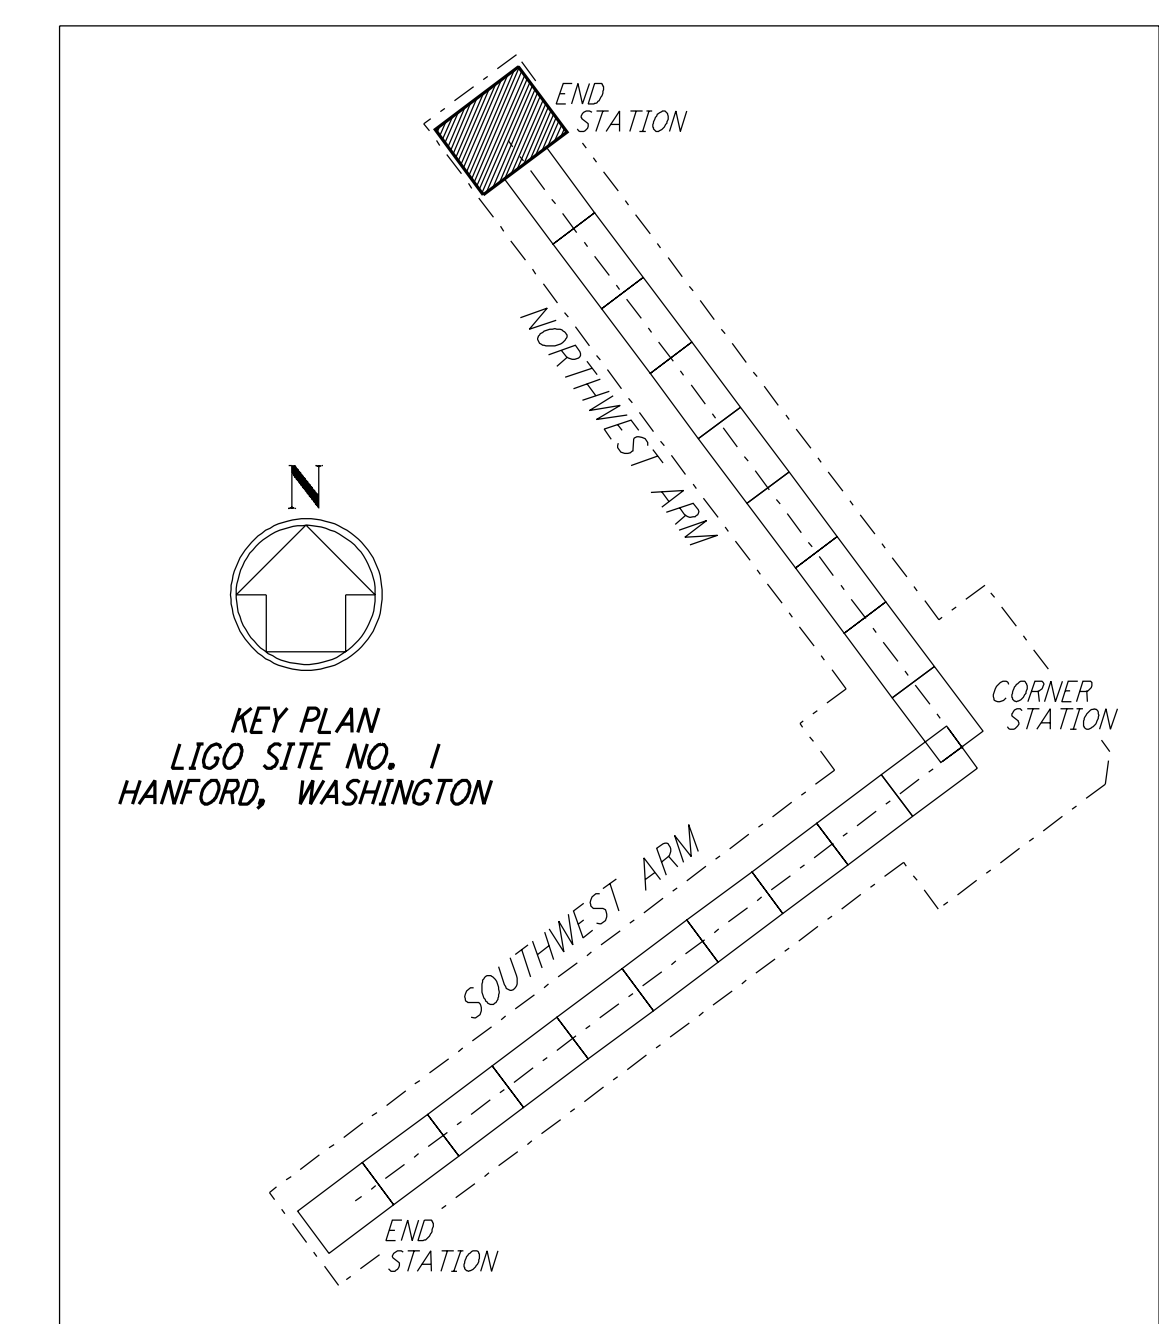 END
STATION
NORTHWEST ARM
N
CORNER
STATION
KEY PLAN
LIGO SITE NO. 1
HANFORD, WASHINGTON
SOUTHWEST ARM
END
STATION